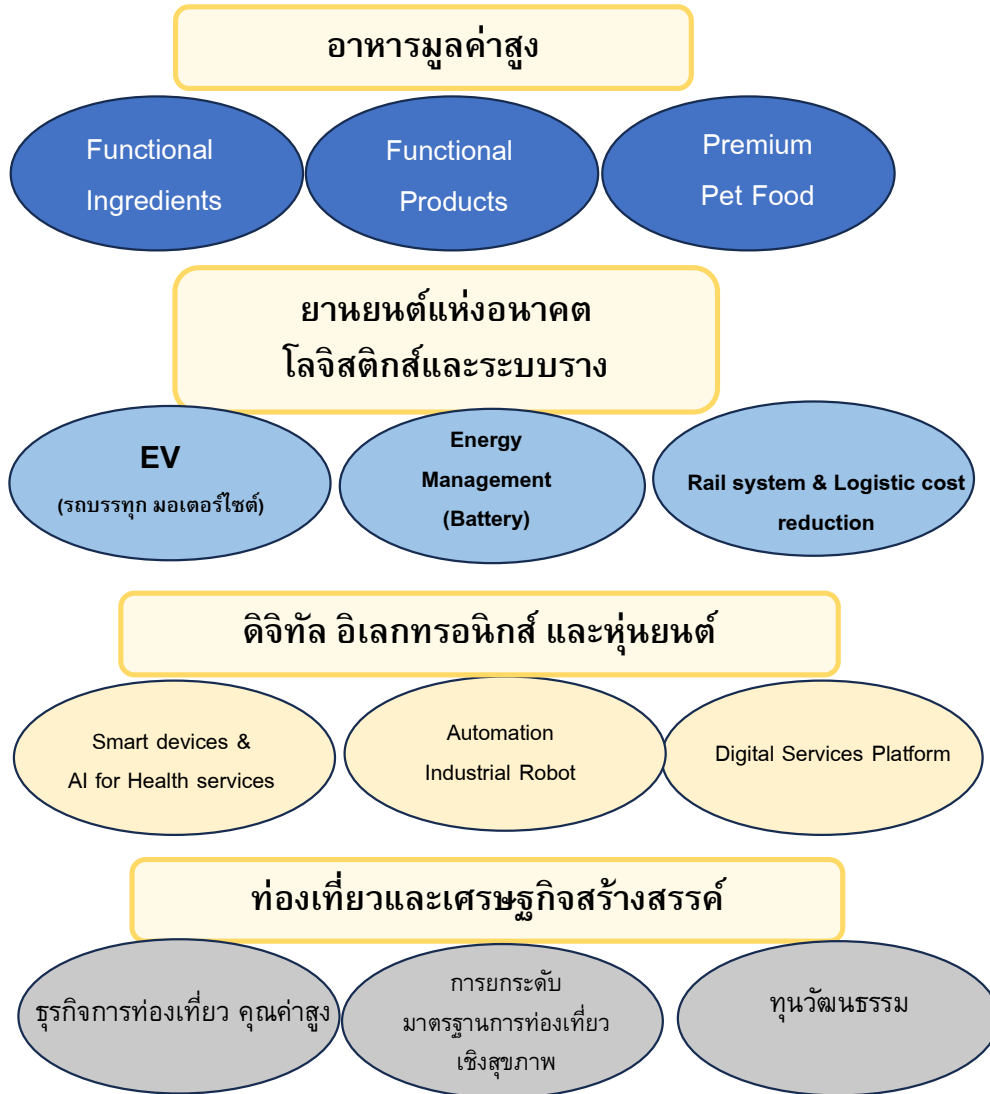 อาหารมูลค่าสูง
Functional
Ingredients
Functional
Products
Premium
Pet Food
ยานยนต์แห่งอนาคต
โลจิสติกส์และระบบราง
EV
(รถบรรทุก มอเตอร์ไซต์)
Energy
Management
(Battery)
Rail system & Logistic cost
reduction
ดิจิทัล อิเลกทรอนิกส์ และหุ่นยนต์
Smart devices &
AI for Health services
Automation
Industrial Robot
Digital Services Platform
ท่องเที่ยวและเศรษฐกิจสร้างสรรค์
ธุรกิจการท่องเที่ยว คุณค่าสูง
การยกระดับ
มาตรฐานการท่องเที่ยว
เชิงสุขภาพ
ทุนวัฒนธรรม